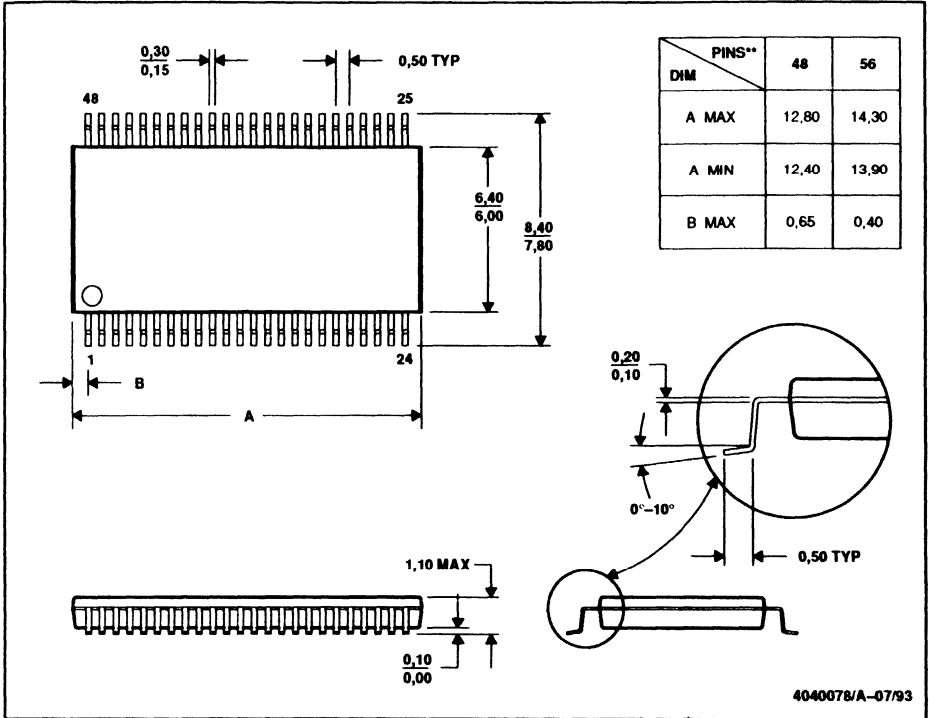 0,30
0,15
0,50 TYP
48
25
PINS**
DIM
48
56
A MAX
12,80
14,30
A MIN
12,40
13,90
B MAX
0,65
0,40
6,40
6,00
8,40
7,80
1
24
B
A
0,20
0,10
0°–10°
0,50 TYP
1,10 MAX
0,10
0,00
4040078/A–07/93